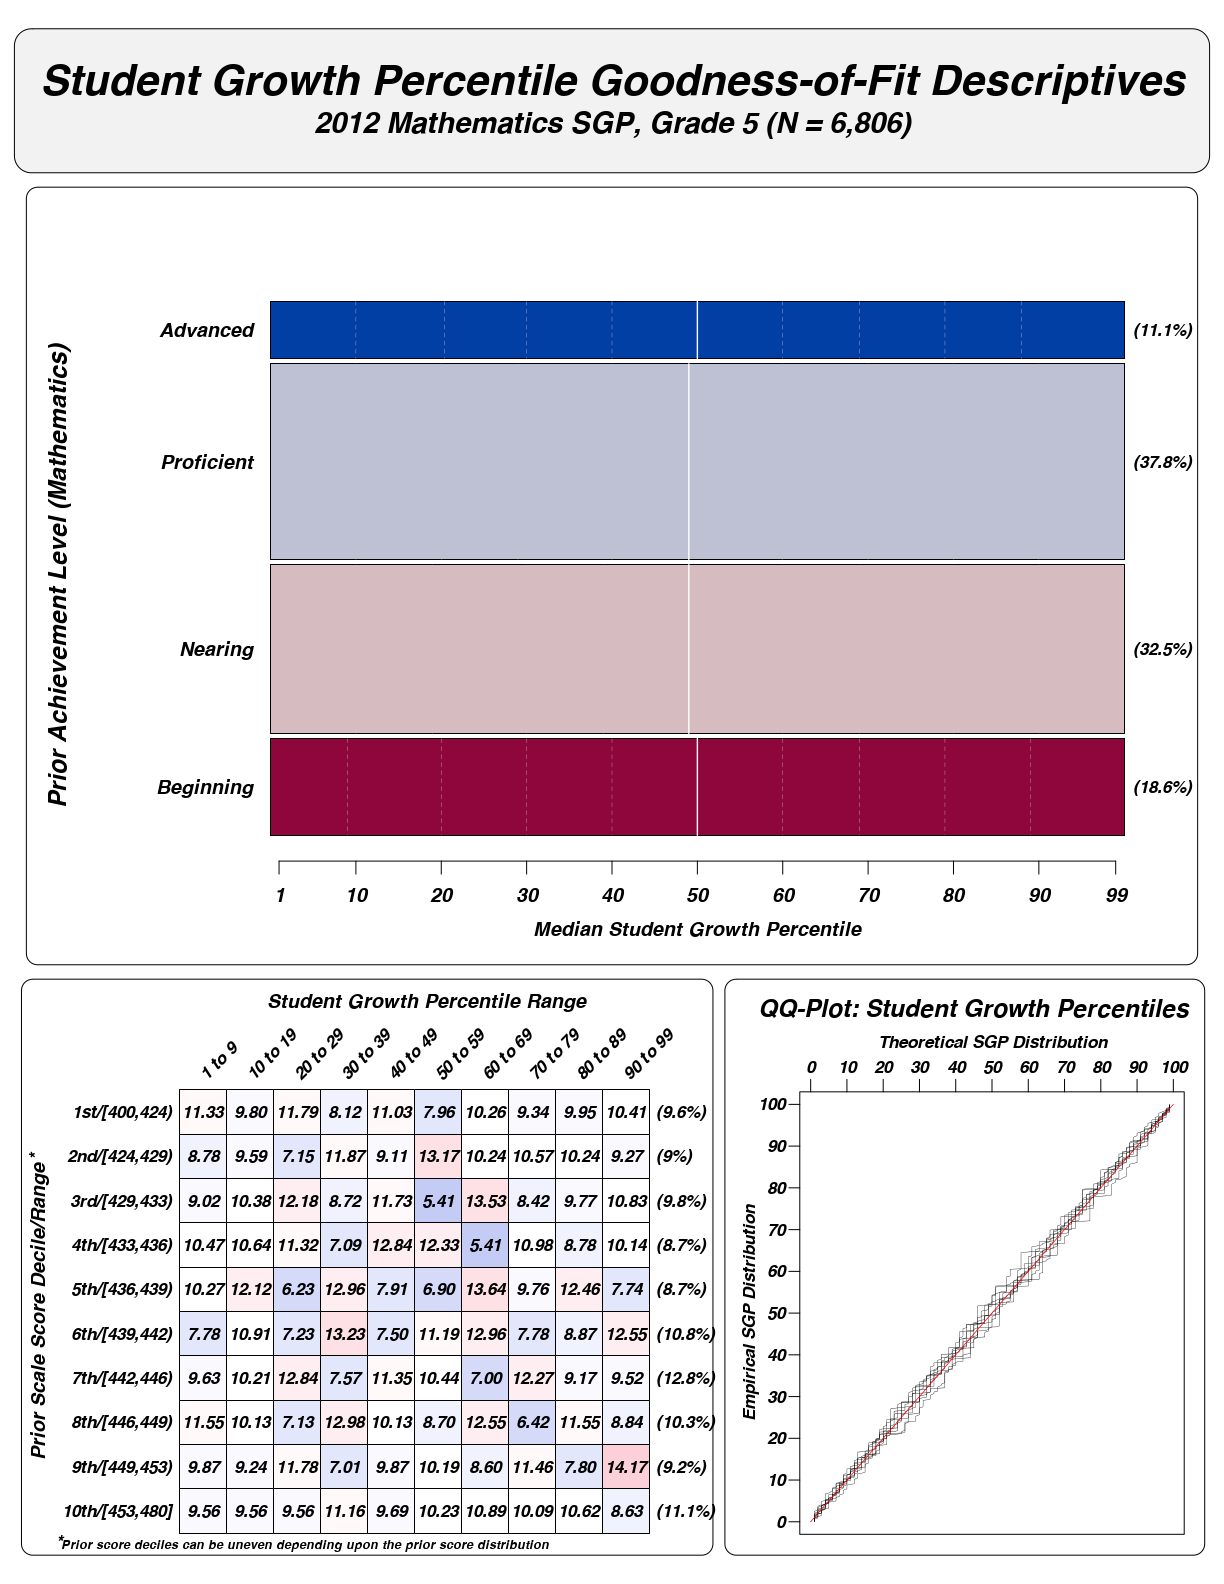 Student Growth Percentile Goodness-of-Fit Descriptives
2012 Mathematics SGP, Grade 5 (N = 6,806)
Prior Achievement Level (Mathematics)
Advanced (11.1%)
Proficient (37.8%)
Nearing (32.5%)
Beginning (18.6%)
1 10 20 30 40 50 60 70 80 90 99
Median Student Growth Percentile
Student Growth Percentile Range
1 to 9 10 to 19 20 to 29 30 to 39 40 to 49 50 to 59 60 to 69 70 to 79 80 to 89 90 to 99
Prior Scale Score Decile/Range*
1st/[400,424) 11.33 9.80 11.79 8.12 11.03 7.96 10.26 9.34 9.95 10.41 (9.6%)
2nd/[424,429) 8.78 9.59 7.15 11.87 9.11 13.17 10.24 10.57 10.24 9.27 (9%)
3rd/[429,433) 9.02 10.38 12.18 8.72 11.73 5.41 13.53 8.42 9.77 10.83 (9.8%)
4th/[433,436) 10.47 10.64 11.32 7.09 12.84 12.33 5.41 10.98 8.78 10.14 (8.7%)
5th/[436,439) 10.27 12.12 6.23 12.96 7.91 6.90 13.64 9.76 12.46 7.74 (8.7%)
6th/[439,442) 7.78 10.91 7.23 13.23 7.50 11.19 12.96 7.78 8.87 12.55 (10.8%)
7th/[442,446) 9.63 10.21 12.84 7.57 11.35 10.44 7.00 12.27 9.17 9.52 (12.8%)
8th/[446,449) 11.55 10.13 7.13 12.98 10.13 8.70 12.55 6.42 11.55 8.84 (10.3%)
9th/[449,453) 9.87 9.24 11.78 7.01 9.87 10.19 8.60 11.46 7.80 14.17 (9.2%)
10th/[453,480] 9.56 9.56 9.56 11.16 9.69 10.23 10.89 10.09 10.62 8.63 (11.1%)
*Prior score deciles can be uneven depending upon the prior score distribution
QQ-Plot: Student Growth Percentiles
Theoretical SGP Distribution
0 10 20 30 40 50 60 70 80 90 100
Empirical SGP Distribution
100
90
80
70
60
50
40
30
20
10
0